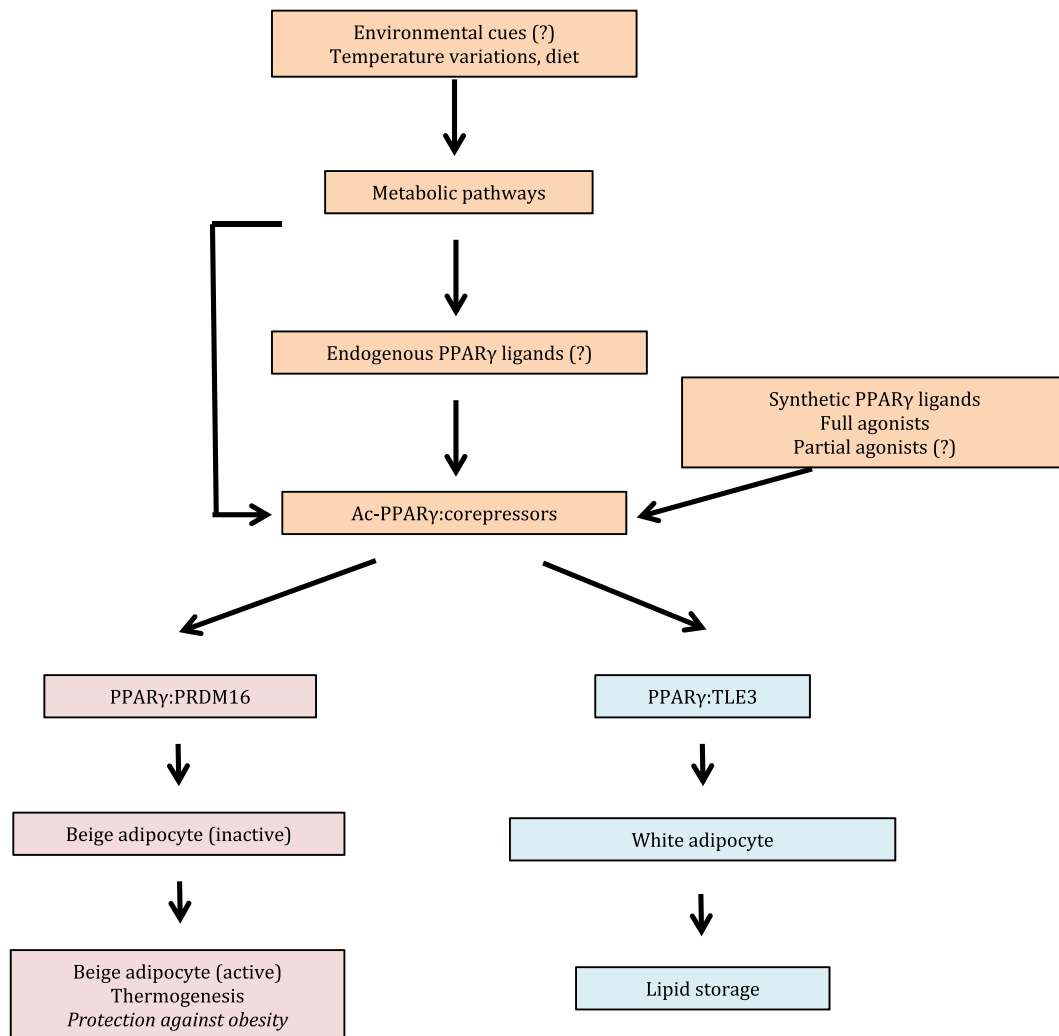 Environmental cues (?)
Temperature variations, diet
Metabolic pathways
Endogenous PPARγ ligands (?)
Synthetic PPARγ ligands
Full agonists
Partial agonists (?)
Ac-PPARγ:corepressors
PPARγ:PRDM16
PPARγ:TLE3
Beige adipocyte (inactive)
White adipocyte
Beige adipocyte (active)
Thermogenesis
Protection against obesity
Lipid storage